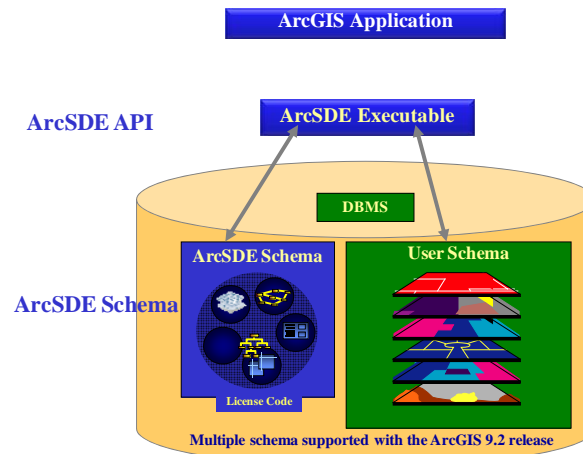 ArcGIS Application
ArcSDE API
ArcSDE Executable
DBMS
ArcSDE Schema
User Schema
ArcSDE Schema
License Code
Multiple schema supported with the ArcGIS 9.2 release